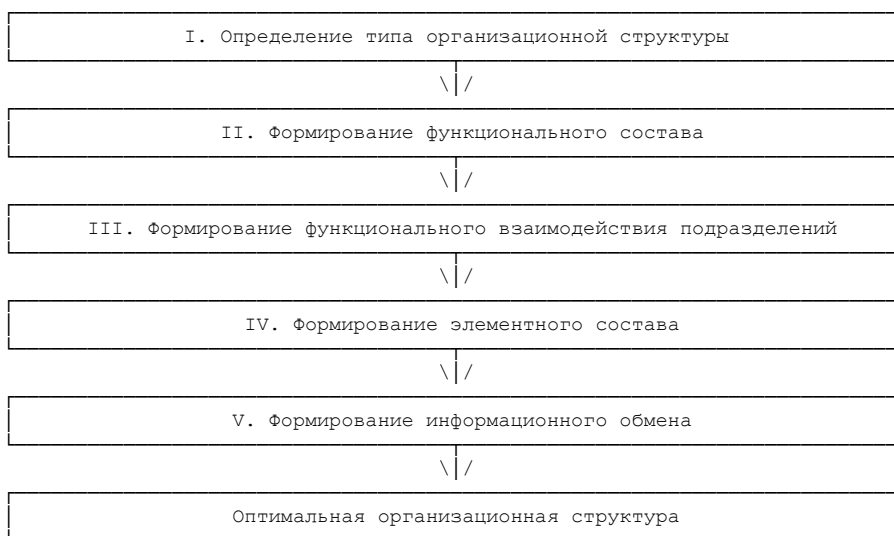 I. Определение типа организационной структуры
II. Формирование функционального состава
III. Формирование функционального взаимодействия подразделений
IV. Формирование элементного состава
V. Формирование информационного обмена
Оптимальная организационная структура